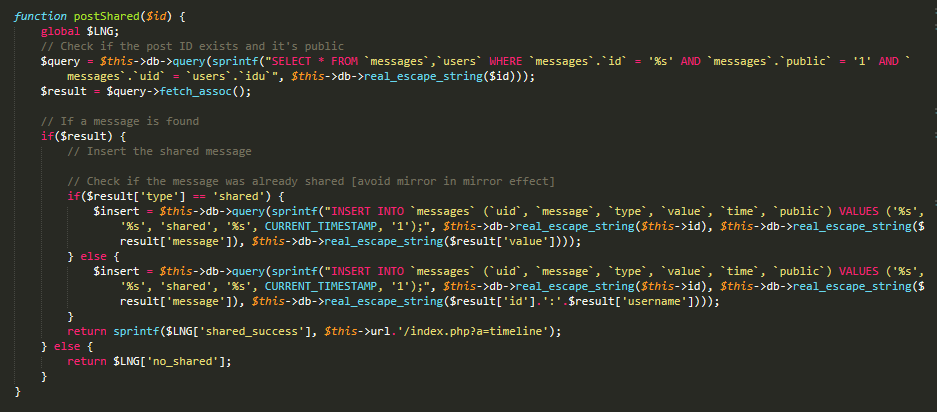 function postShared($id) {
global $LNG;
// Check if the post ID exists and it's public
$query = $this->db->query(sprintf("SELECT * FROM `messages`,`users` WHERE `messages`.`id` = '%s' AND `messages`.`public` = '1' AND `
messages`.`uid` = `users`.`idu`", $this->db->real_escape_string($id)));
$result = $query->fetch_assoc();
// If a message is found
if($result) {
// Insert the shared message
// Check if the message was already shared [avoid mirror in mirror effect]
if($result['type'] == 'shared') {
$insert = $this->db->query(sprintf("INSERT INTO `messages` (`uid`, `message`, `type`, `value`, `time`, `public`) VALUES ('%s',
'%s', 'shared', '%s', CURRENT_TIMESTAMP, '1');", $this->db->real_escape_string($this->id), $this->db->real_escape_string($
result['message']), $this->db->real_escape_string($result['value'])));
} else {
$insert = $this->db->query(sprintf("INSERT INTO `messages` (`uid`, `message`, `type`, `value`, `time`, `public`) VALUES ('%s',
'%s', 'shared', '%s', CURRENT_TIMESTAMP, '1');", $this->db->real_escape_string($this->id), $this->db->real_escape_string($
result['message']), $this->db->real_escape_string($result['id'].':'.$result['username'])));
}
return sprintf($LNG['shared_success'], $this->url.'/index.php?a=timeline');
} else {
return $LNG['no_shared'];
}
}